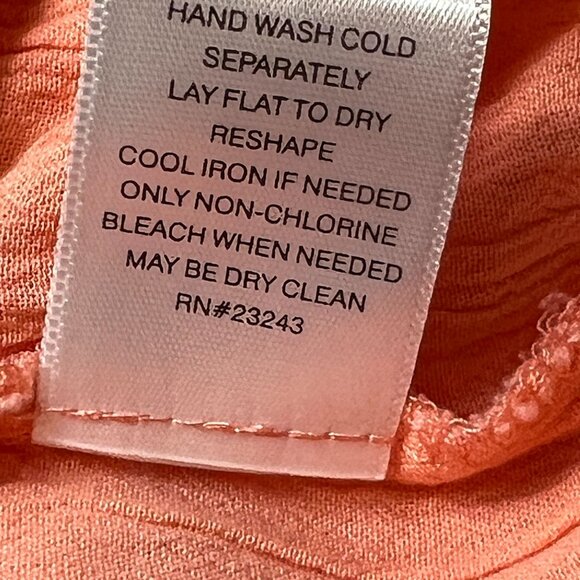 HAND WASH COLD
SEPARATELY
LAY FLAT TO DRY
RESHAPE
COOL IRON IF NEEDED
ONLY NON-CHLORINE
BLEACH WHEN NEEDED
MAY BE DRY CLEAN
RN#23243